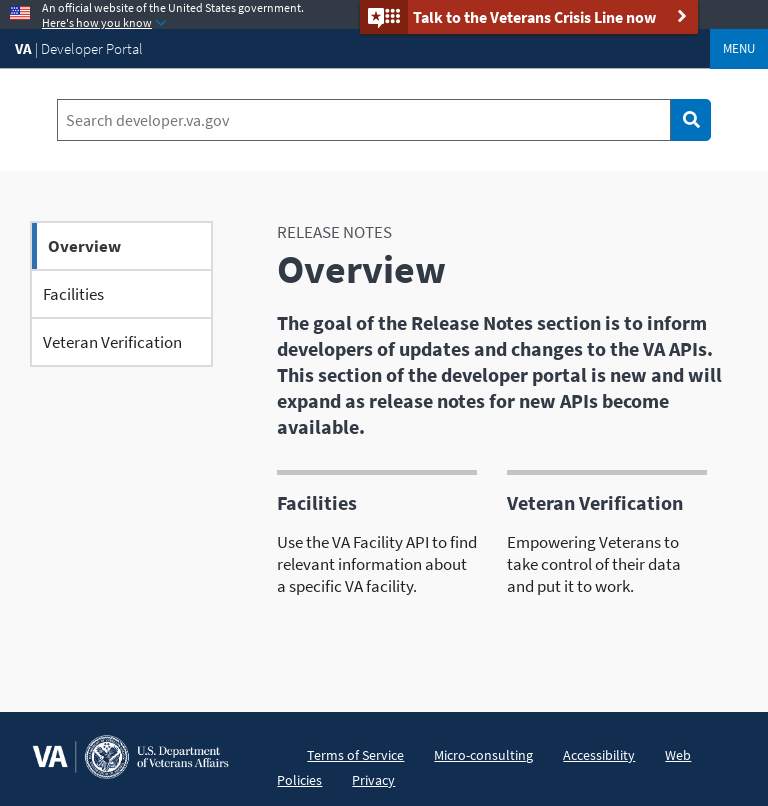 An official website of the United States government.
Here's how you know
Talk to the Veterans Crisis Line now
VA | Developer Portal
MENU
Search developer.va.gov
Overview
Facilities
Veteran Verification
RELEASE NOTES
Overview
The goal of the Release Notes section is to inform
developers of updates and changes to the VA APIs.
This section of the developer portal is new and will
expand as release notes for new APIs become
available.
Facilities
Use the VA Facility API to find
relevant information about
a specific VA facility.
Veteran Verification
Empowering Veterans to
take control of their data
and put it to work.
VA
U.S. Department
of Veterans Affairs
Terms of Service Micro-consulting Accessibility Web
Policies Privacy